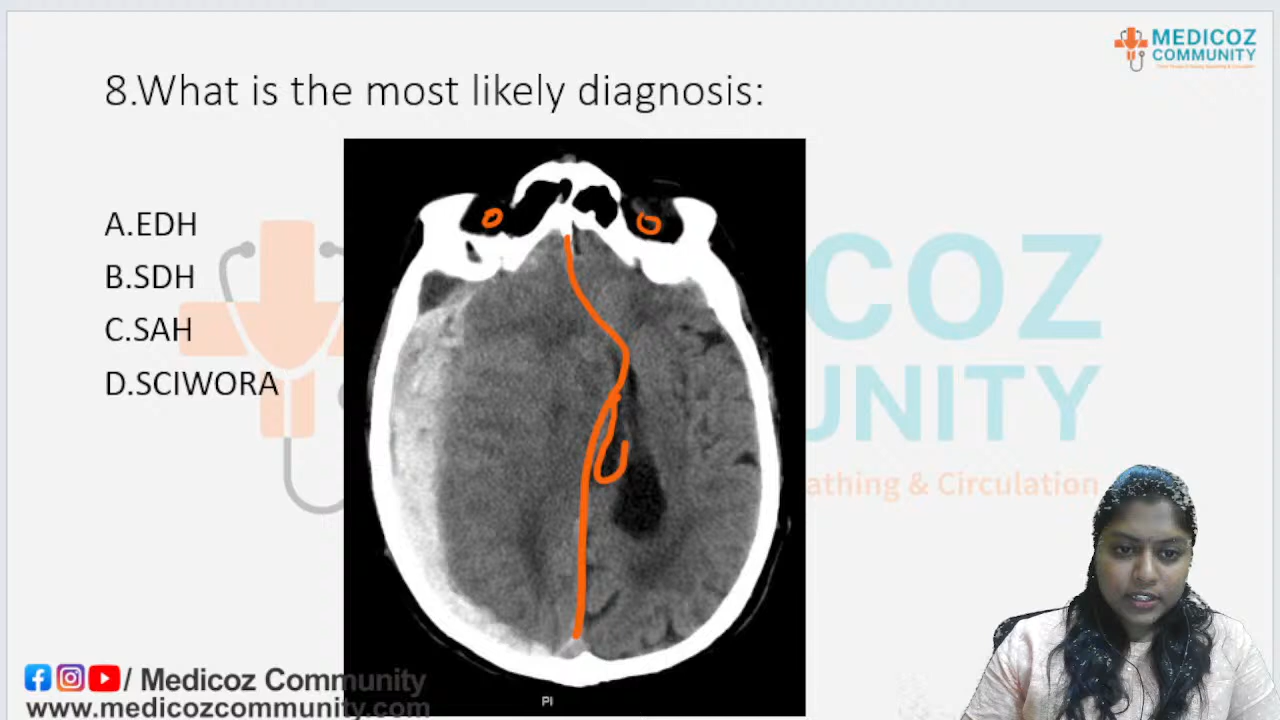 MEDICOZ
COMMUNITY
8.What is the most likely diagnosis:
A.EDH
B.SDH
C.SAH
D.SCIWORA
COZ
UNITY
athing & Circulation
PI
/ Medicoz Community
www.medicozcommunity.com